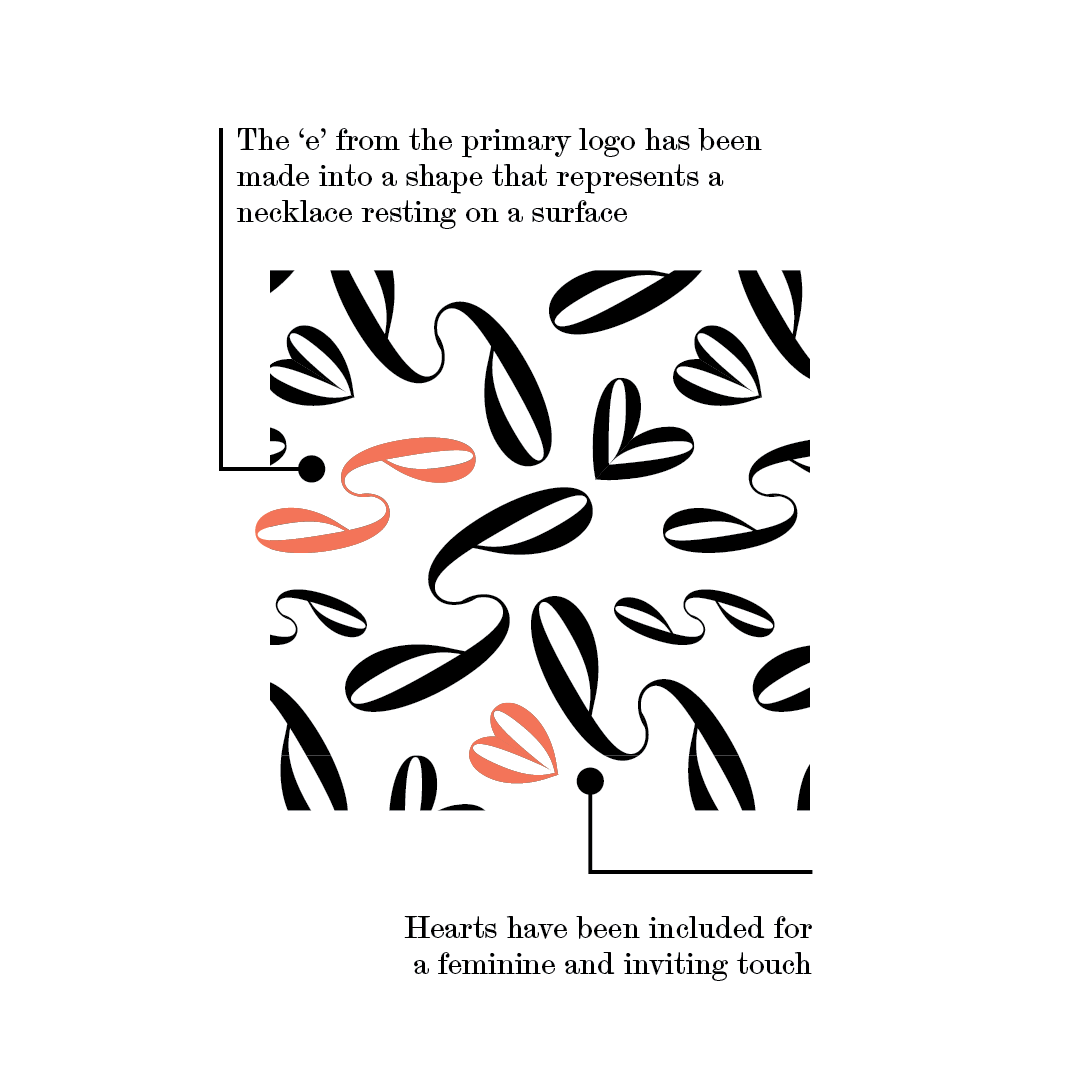 The ‘e’ from the primary logo has been
made into a shape that represents a
necklace resting on a surface
Hearts have been included for
a feminine and inviting touch